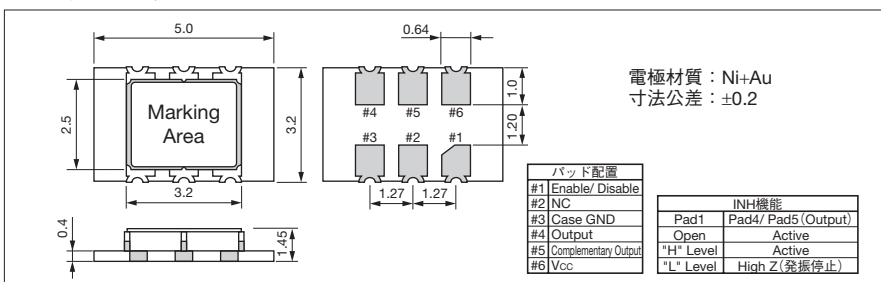 5.0
0.64
Marking
Area
2.5
3.2
3.2
#4
#5
#6
#3
#2
#1
1.0
1.20
1.27
1.27
0.4
1.45
電極材質：Ni+Au
寸法公差：±0.2
パッド配置
#1 Enable/ Disable
#2 NC
#3 Case GND
#4 Output
#5 Complementary Output
#6 Vcc
INH機能
Pad1 Pad4/ Pad5(Output)
Open Active
"H" Level Active
"L" Level High Z(発振停止)